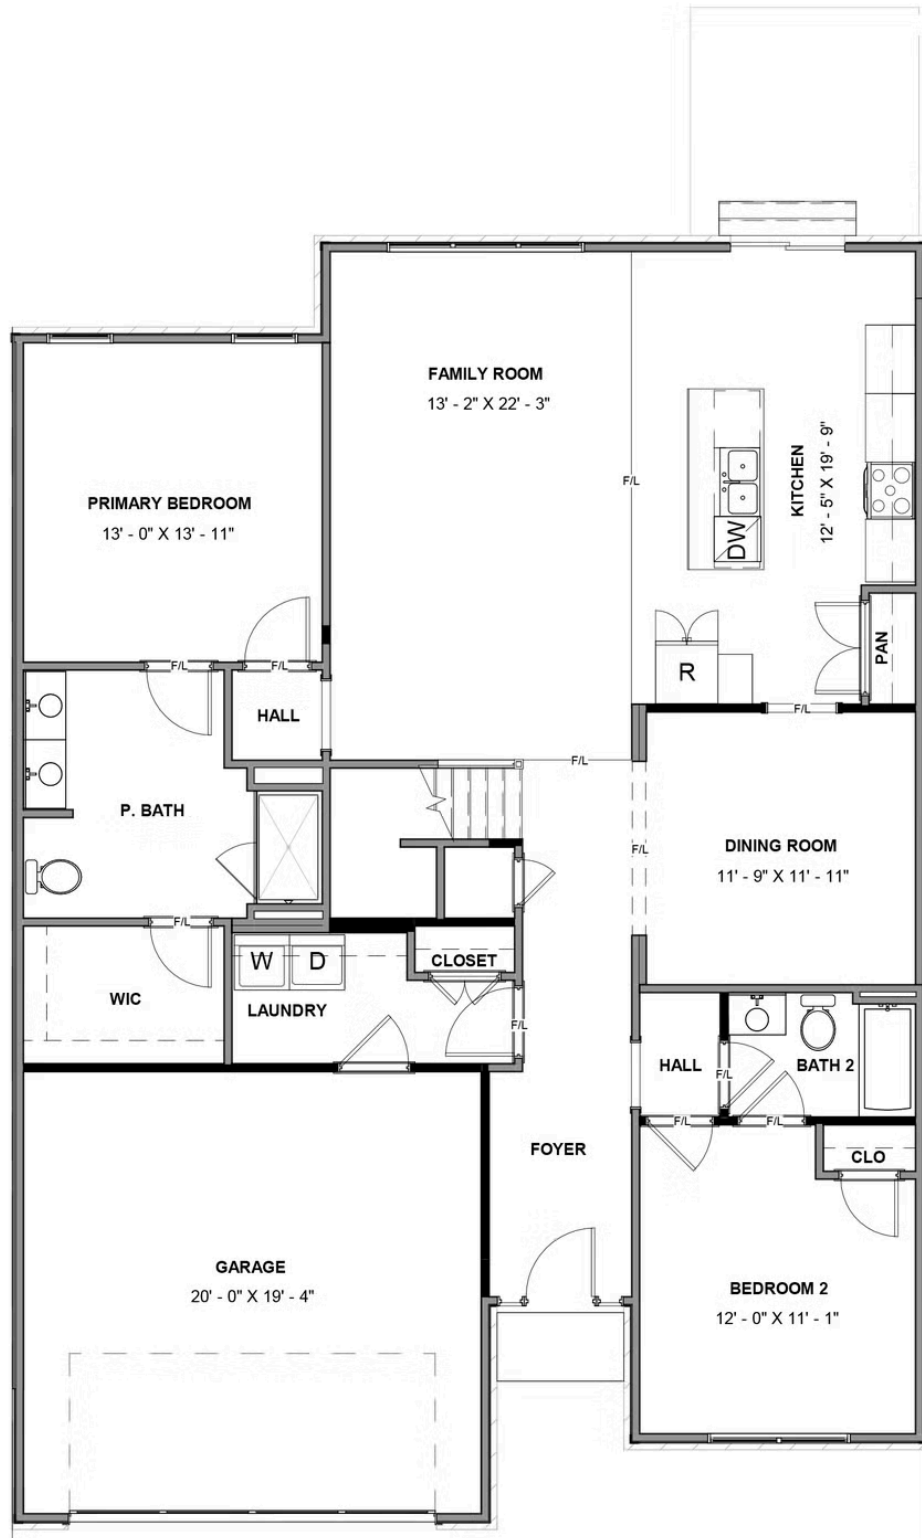 FAMILY ROOM
13' - 2" X 22' - 3"
F/L
KITCHEN
12' - 5" X 19' - 9"
DW
PRIMARY BEDROOM
13' - 0" X 13' - 11"
F/L
F/L
R
PAN
F/L
HALL
F/L
P. BATH
DINING ROOM
11' - 9" X 11' - 11"
F/L
F/L
W
D
CLOSET
WIC
LAUNDRY
F/L
HALL
F/L
BATH 2
F/L
F/L
FOYER
CLO
GARAGE
20' - 0" X 19' - 4"
BEDROOM 2
12' - 0" X 11' - 1"